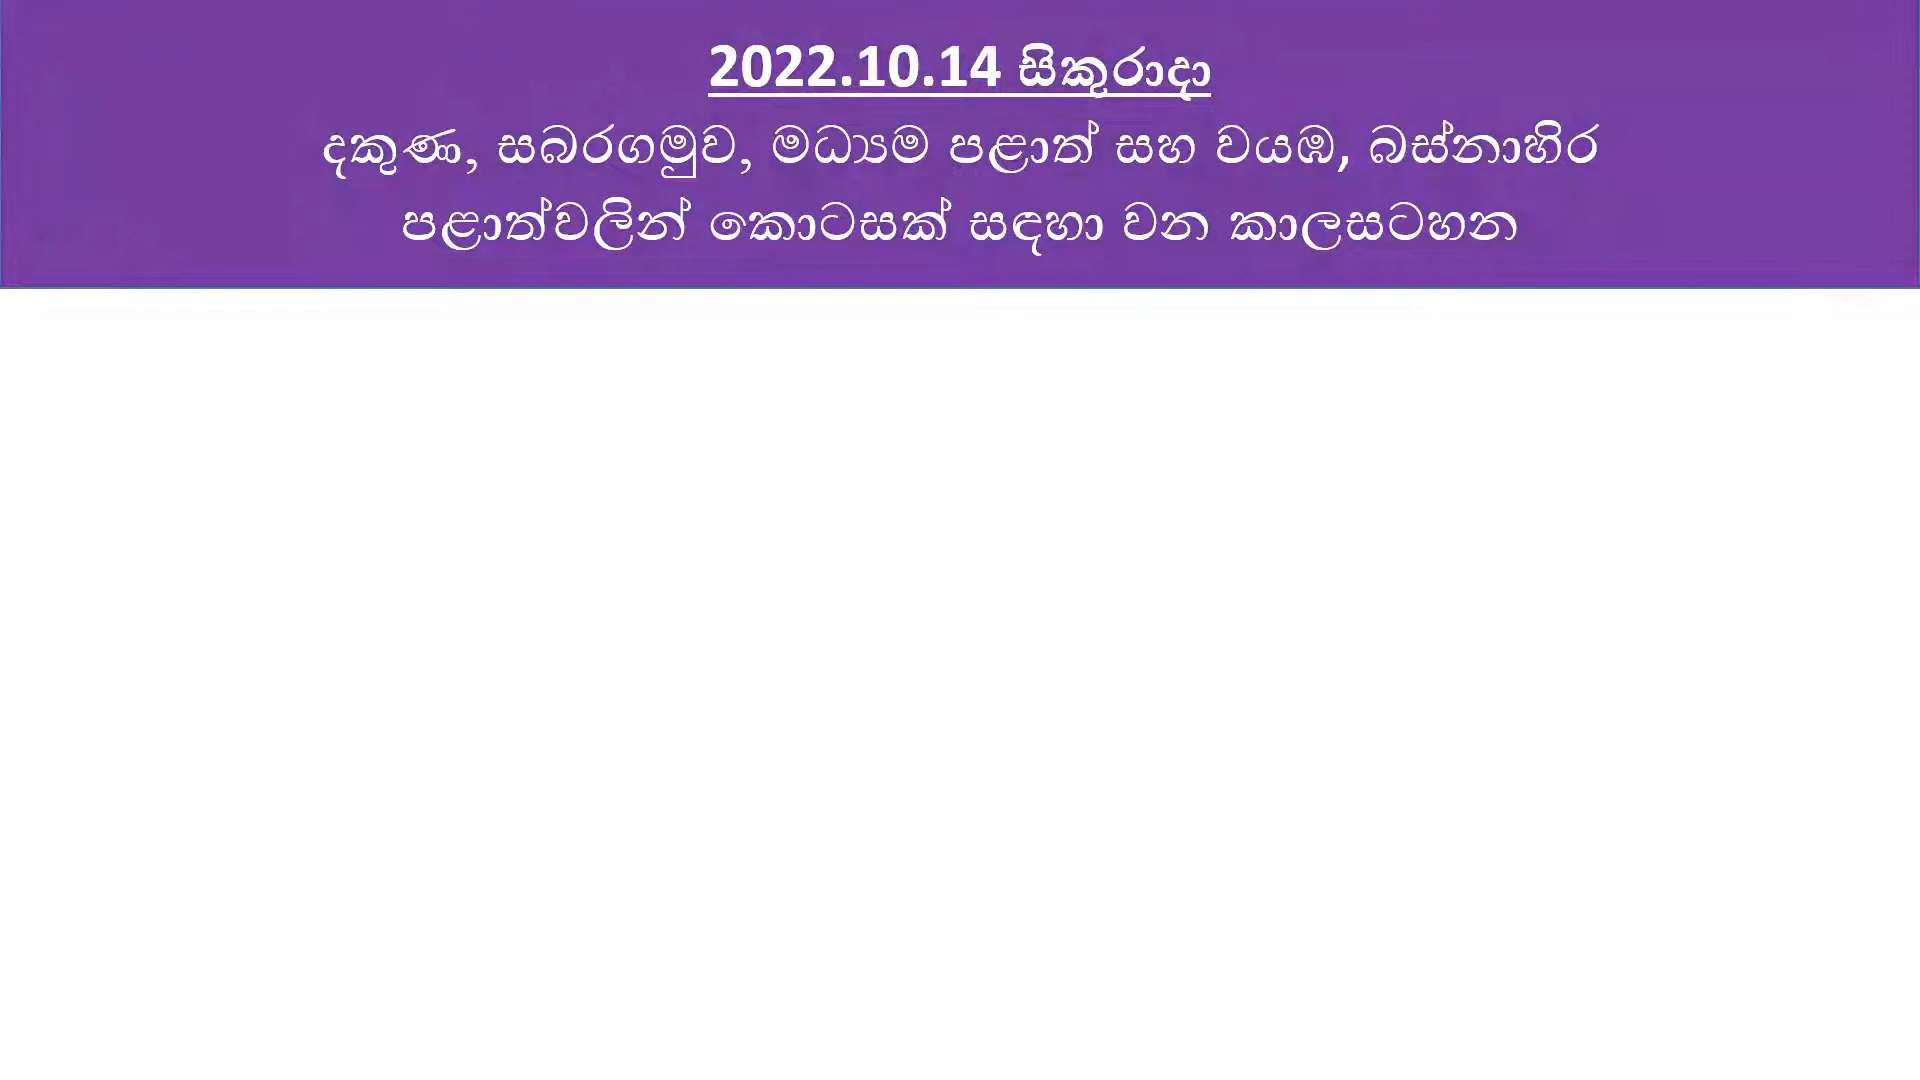 2022.10.14 සිකුරාදා
දකුණ, සබරගමුව, මධ්‍යම පළාත් සහ වයඹ, බස්නාහිර
පළාත්වලින් කොටසක් සඳහා වන කාලසටහන